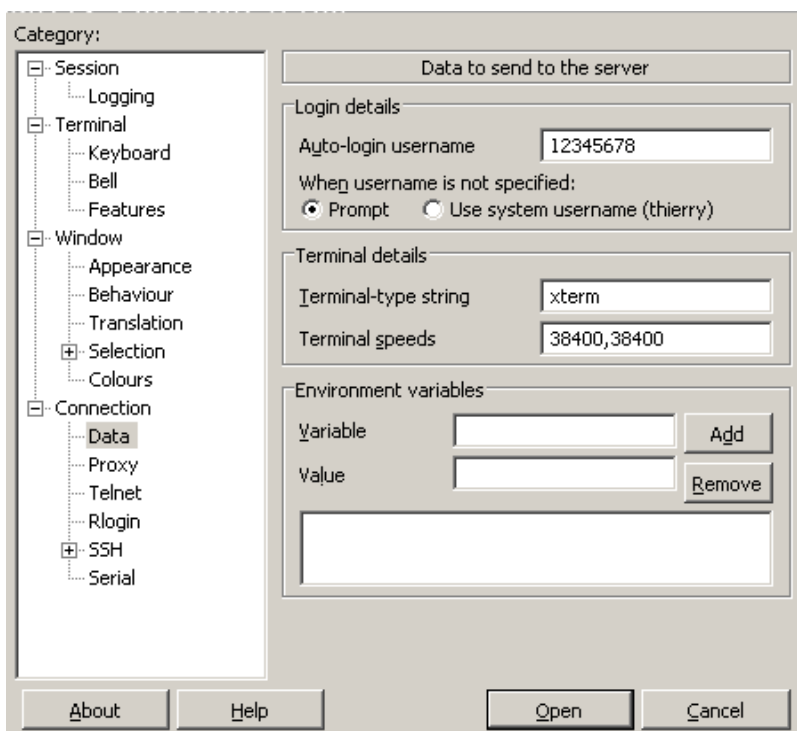 Category:
Session
Logging
Terminal
Keyboard
Bell
Features
Window
Appearance
Behaviour
Translation
Selection
Colours
Connection
Data
Proxy
Telnet
Rlogin
SSH
Serial
Data to send to the server
Login details
Auto-login username 12345678
When username is not specified:
Prompt Use system username (thierry)
Terminal details
Terminal-type string xterm
Terminal speeds 38400,38400
Environment variables
Variable Add
Value Remove
About Help Open Cancel